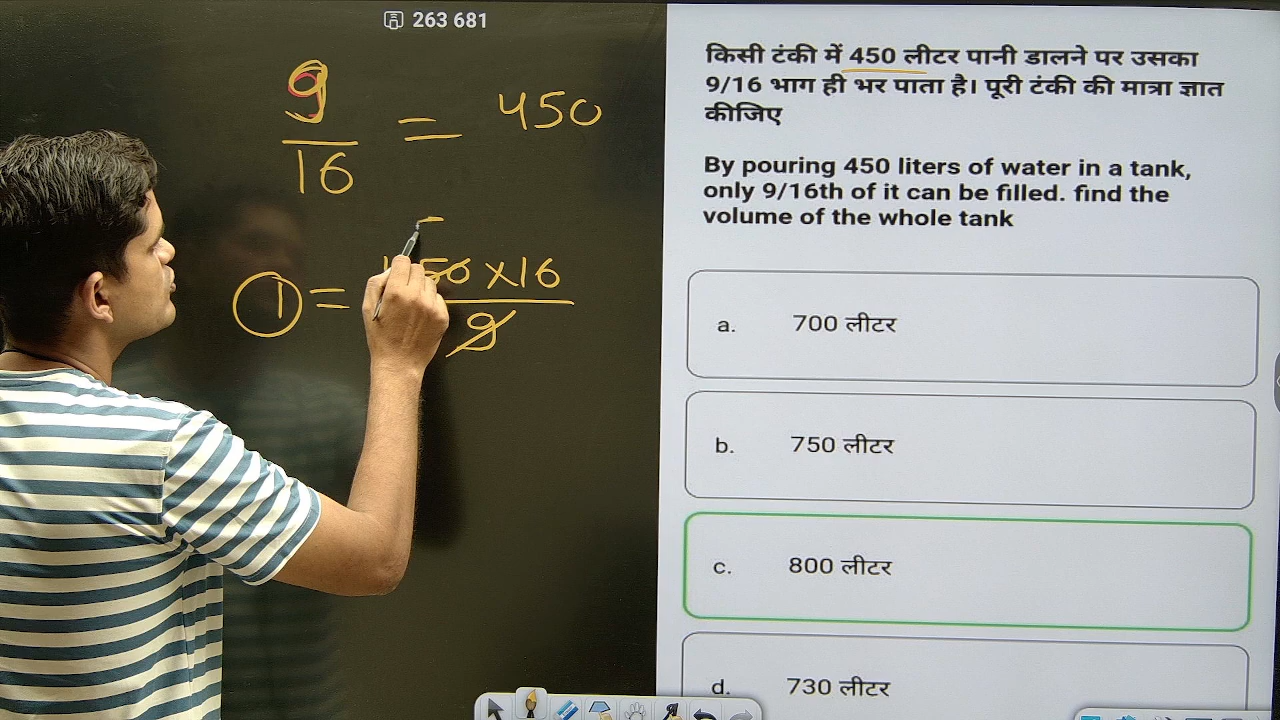 263 681
9
16
= 450
① = 450 × 16
9
किसी टंकी में 450 लीटर पानी डालने पर उसका
9/16 भाग ही भर पाता है। पूरी टंकी की मात्रा ज्ञात
कीजिए
By pouring 450 liters of water in a tank,
only 9/16th of it can be filled. find the
volume of the whole tank
a. 700 लीटर
b. 750 लीटर
c. 800 लीटर
d. 730 लीटर